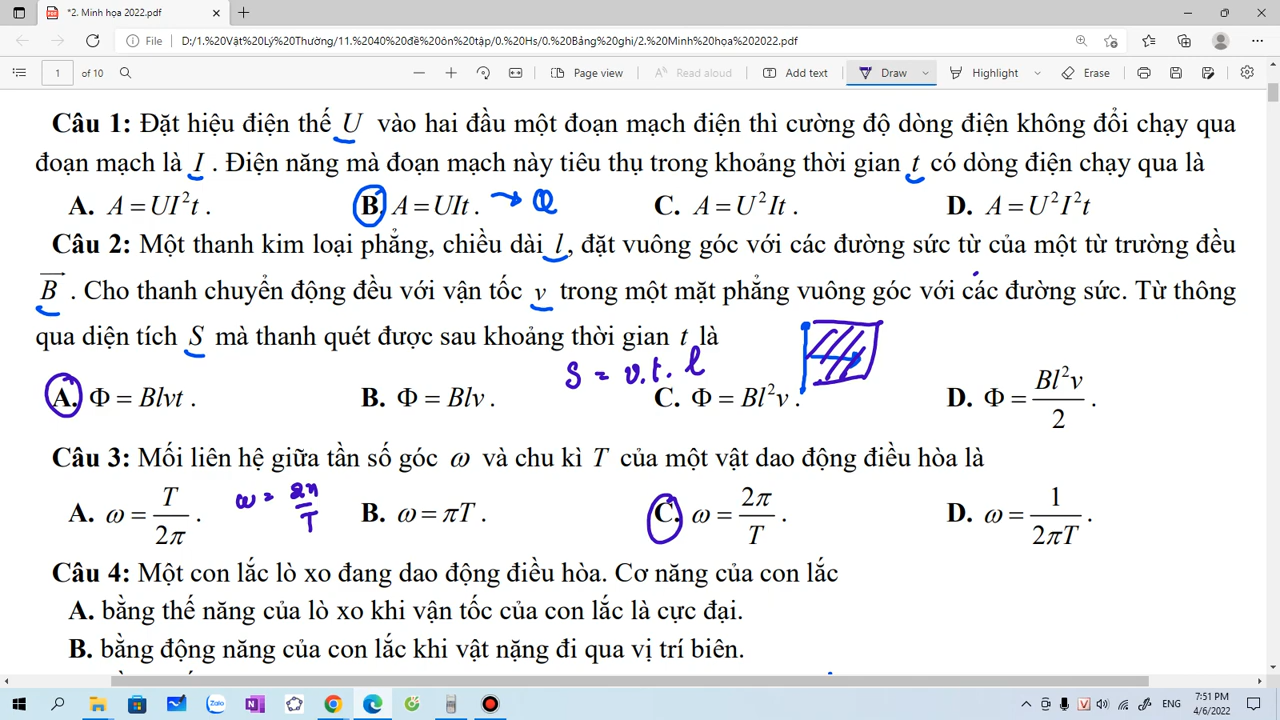 *2. Minh họa 2022.pdf
File D:/1.%20Vật%20Lý%20Thường/11.%2040%20đề%20ôn%20tập/0.%20Hs/0.%20Bảng%20ghi/2.%20Minh%20họa%202022.pdf
1 of 10 Page view Read aloud Add text Draw Highlight Erase
Câu 1: Đặt hiệu điện thế U vào hai đầu một đoạn mạch điện thì cường độ dòng điện không đổi chạy qua
đoạn mạch là I . Điện năng mà đoạn mạch này tiêu thụ trong khoảng thời gian t có dòng điện chạy qua là
A. A = UI²t . B. A = UIt . → Q C. A = U²It . D. A = U²I²t
Câu 2: Một thanh kim loại phẳng, chiều dài l, đặt vuông góc với các đường sức từ của một từ trường đều
B⃗ . Cho thanh chuyển động đều với vận tốc v trong một mặt phẳng vuông góc với các đường sức. Từ thông
qua diện tích S mà thanh quét được sau khoảng thời gian t là
S = v.t. l
A. Φ = Blvt . B. Φ = Blv . C. Φ = Bl²v . D. Φ = Bl²v/2 .
Câu 3: Mối liên hệ giữa tần số góc ω và chu kì T của một vật dao động điều hòa là
A. ω = T/2π . ω = 2π/T B. ω = πT . C. ω = 2π/T . D. ω = 1/2πT .
Câu 4: Một con lắc lò xo đang dao động điều hòa. Cơ năng của con lắc
A. bằng thế năng của lò xo khi vận tốc của con lắc là cực đại.
B. bằng động năng của con lắc khi vật nặng đi qua vị trí biên.
Zalo ENG 7:51 PM
4/6/2022